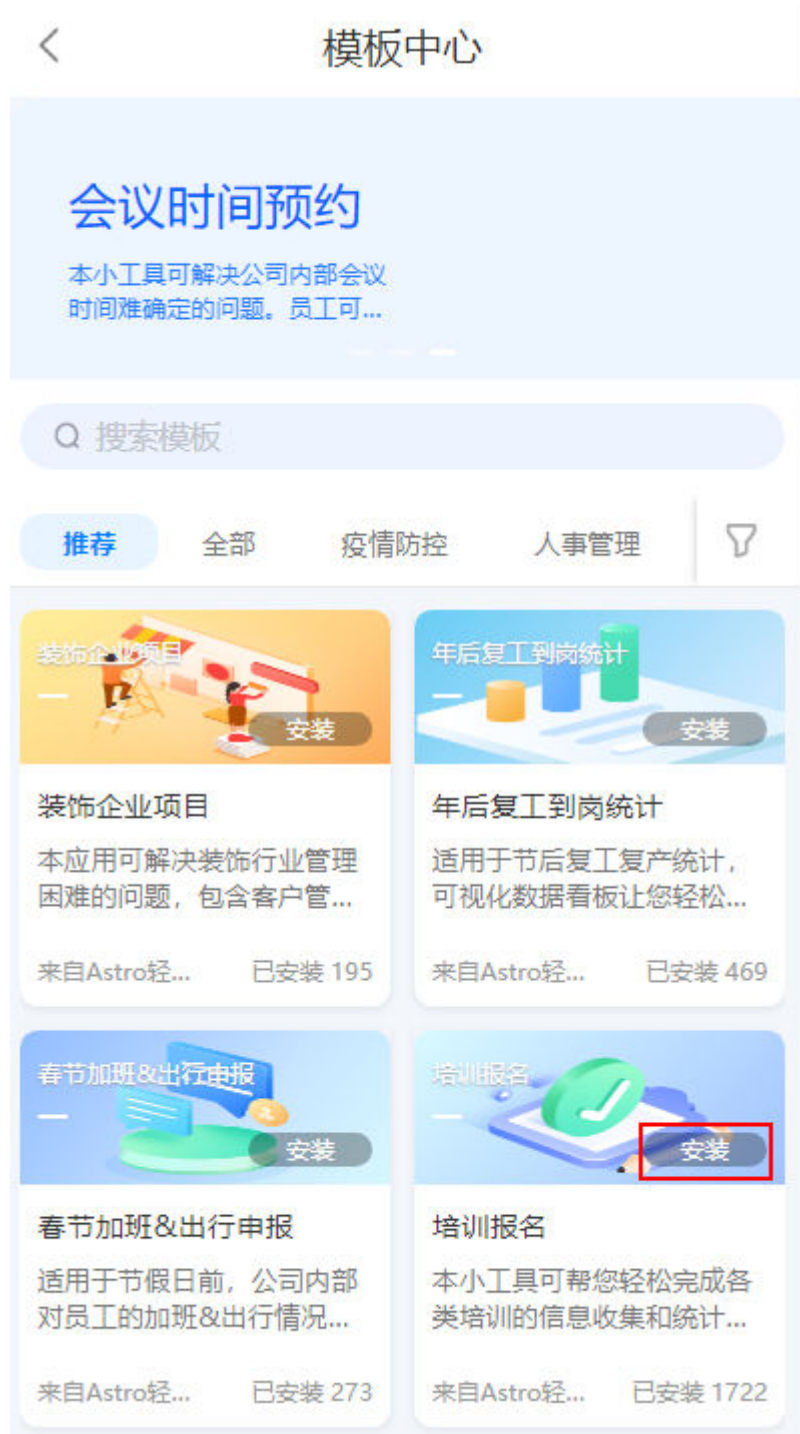 模板中心
会议时间预约
本小工具可解决公司内部会议
时间难确定的问题。员工可...
搜索模板
推荐 全部 疫情防控 人事管理
装饰企业项目
安装
装饰企业项目
本应用可解决装饰行业管理
困难的问题，包含客户管...
来自Astro轻... 已安装 195
年后复工到岗统计
安装
年后复工到岗统计
适用于节后复工复产统计，
可视化数据看板让您轻松...
来自Astro轻... 已安装 469
春节加班&出行申报
安装
春节加班&出行申报
适用于节假日前，公司内部
对员工的加班&出行情况...
来自Astro轻... 已安装 273
培训报名
安装
培训报名
本小工具可帮您轻松完成各
类培训的信息收集和统计...
来自Astro轻... 已安装 1722